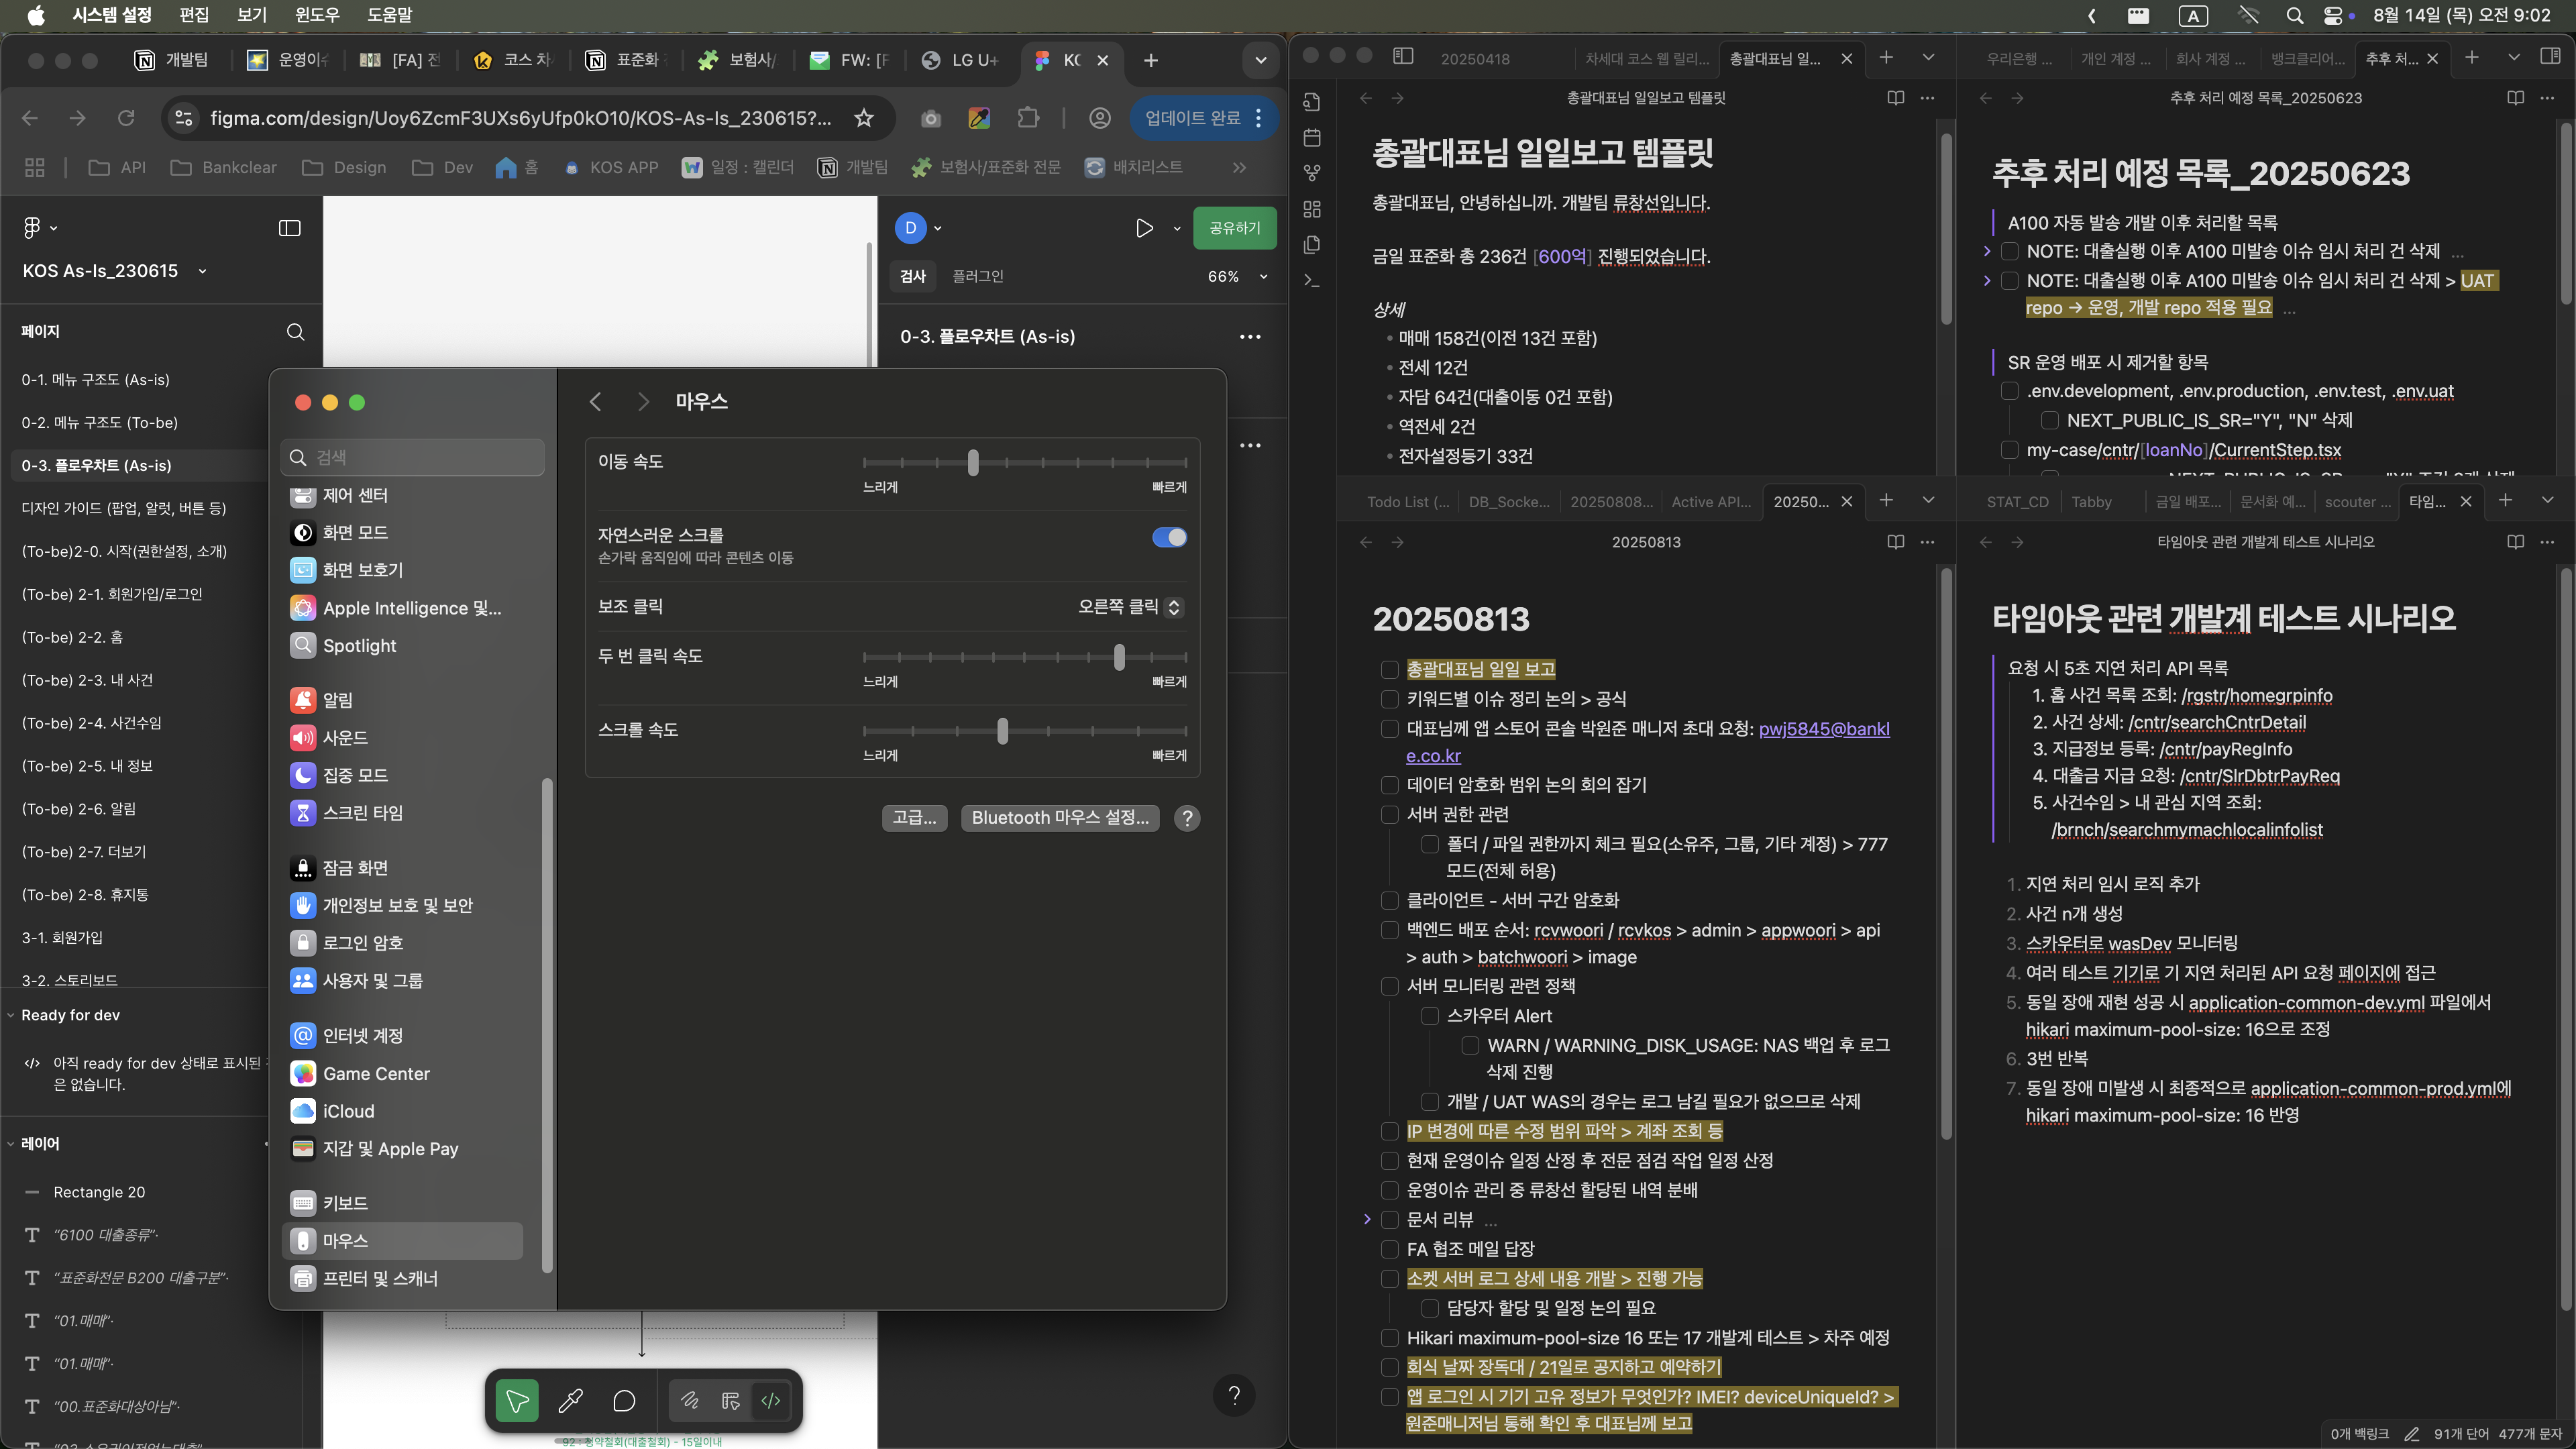 시스템 설정 편집 보기 윈도우 도움말
A 8월 14일 (목) 오전 9:02
개발팀 운영이 [FA] 전 코스 차 표준화 보험사/ FW: [F LG U+ KC
figma.com/design/Uoy6ZcmF3UXs6yUfp0kO10/KOS-As-Is_230615?...
업데이트 완료
API Bankclear Design Dev 홈 KOS APP 일정 : 캘린더 개발팀 보험사/표준화 전문 배치리스트
KOS As-Is_230615
페이지
0-1. 메뉴 구조도 (As-is)
0-2. 메뉴 구조도 (To-be)
0-3. 플로우차트 (As-is)
디자인 가이드 (팝업, 알럿, 버튼 등)
(To-be)2-0. 시작(권한설정, 소개)
(To-be) 2-1. 회원가입/로그인
(To-be) 2-2. 홈
(To-be) 2-3. 내 사건
(To-be) 2-4. 사건수임
(To-be) 2-5. 내 정보
(To-be) 2-6. 알림
(To-be) 2-7. 더보기
(To-be) 2-8. 휴지통
3-1. 회원가입
3-2. 스토리보드
Ready for dev
아직 ready for dev 상태로 표시된
은 없습니다.
레이어
Rectangle 20
"6100 대출종류"
"표준화전문 B200 대출구분"
"01.매매"
"01.매매"
"00.표준화대상아님"
D
공유하기
검사 플러그인 66%
0-3. 플로우차트 (As-is)
검색
제어 센터
화면 모드
화면 보호기
Apple Intelligence 및...
Spotlight
알림
사운드
집중 모드
스크린 타임
잠금 화면
개인정보 보호 및 보안
로그인 암호
사용자 및 그룹
인터넷 계정
Game Center
iCloud
지갑 및 Apple Pay
키보드
마우스
프린터 및 스캐너
마우스
이동 속도
느리게 빠르게
자연스러운 스크롤
손가락 움직임에 따라 콘텐츠 이동
보조 클릭 오른쪽 클릭
두 번 클릭 속도
느리게 빠르게
스크롤 속도
느리게 빠르게
고급... Bluetooth 마우스 설정... ?
92 : 청약철회(대출철회) - 15일이내
?
20250418 차세대 코스 웹 릴리... 총괄대표님 일...
총괄대표님 일일보고 템플릿
총괄대표님 일일보고 템플릿
총괄대표님, 안녕하십니까. 개발팀 류창선입니다.
금일 표준화 총 236건 [600억] 진행되었습니다.
상세
• 매매 158건(이전 13건 포함)
• 전세 12건
• 자담 64건(대출이동 0건 포함)
• 역전세 2건
• 전자설정등기 33건
우리은행 ... 개인 계정 ... 회사 계정 ... 뱅크클리어... 추후 처...
추후 처리 예정 목록_20250623
추후 처리 예정 목록_20250623
A100 자동 발송 개발 이후 처리할 목록
NOTE: 대출실행 이후 A100 미발송 이슈 임시 처리 건 삭제 ...
NOTE: 대출실행 이후 A100 미발송 이슈 임시 처리 건 삭제 > UAT
repo → 운영, 개발 repo 적용 필요 ...
SR 운영 배포 시 제거할 항목
.env.development, .env.production, .env.test, .env.uat
NEXT_PUBLIC_IS_SR="Y", "N" 삭제
my-case/cntr/[loanNo]/CurrentStep.tsx
Todo List (... DB_Socke... 20250808... Active API... 20250...
20250813
20250813
총괄대표님 일일 보고
키워드별 이슈 정리 논의 > 공식
대표님께 앱 스토어 콘솔 박원준 매니저 초대 요청: pwj5845@bankl
e.co.kr
데이터 암호화 범위 논의 회의 잡기
서버 권한 관련
폴더 / 파일 권한까지 체크 필요(소유주, 그룹, 기타 계정) > 777
모드(전체 허용)
클라이언트 - 서버 구간 암호화
백엔드 배포 순서: rcvwoori / rcvkos > admin > appwoori > api
> auth > batchwoori > image
서버 모니터링 관련 정책
스카우터 Alert
WARN / WARNING_DISK_USAGE: NAS 백업 후 로그
삭제 진행
개발 / UAT WAS의 경우는 로그 남길 필요가 없으므로 삭제
IP 변경에 따른 수정 범위 파악 > 계좌 조회 등
현재 운영이슈 일정 산정 후 전문 점검 작업 일정 산정
운영이슈 관리 중 류창선 할당된 내역 분배
문서 리뷰 ...
FA 협조 메일 답장
소켓 서버 로그 상세 내용 개발 > 진행 가능
담당자 할당 및 일정 논의 필요
Hikari maximum-pool-size 16 또는 17 개발계 테스트 > 차주 예정
회식 날짜 장독대 / 21일로 공지하고 예약하기
앱 로그인 시 기기 고유 정보가 무엇인가? IMEI? deviceUniqueId? >
원준매니저님 통해 확인 후 대표님께 보고
STAT_CD Tabby 금일 배포... 문서화 예... scouter ... 타임...
타임아웃 관련 개발계 테스트 시나리오
타임아웃 관련 개발계 테스트 시나리오
요청 시 5초 지연 처리 API 목록
1. 홈 사건 목록 조회: /rgstr/homegrpinfo
2. 사건 상세: /cntr/searchCntrDetail
3. 지급정보 등록: /cntr/payRegInfo
4. 대출금 지급 요청: /cntr/SlrDbtrPayReq
5. 사건수임 > 내 관심 지역 조회:
/brnch/searchmymachlocalinfolist
1. 지연 처리 임시 로직 추가
2. 사건 n개 생성
3. 스카우터로 wasDev 모니터링
4. 여러 테스트 기기로 기 지연 처리된 API 요청 페이지에 접근
5. 동일 장애 재현 성공 시 application-common-dev.yml 파일에서
hikari maximum-pool-size: 16으로 조정
6. 3번 반복
7. 동일 장애 미발생 시 최종적으로 application-common-prod.yml에
hikari maximum-pool-size: 16 반영
0개 백링크 91개 단어 477개 문자